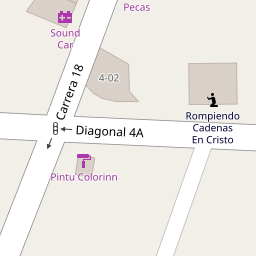 Pecas
Sound
Car
4-02
Carrera 18
Rompiendo
Cadenas
En Cristo
Diagonal 4A
Pintu Colorinn